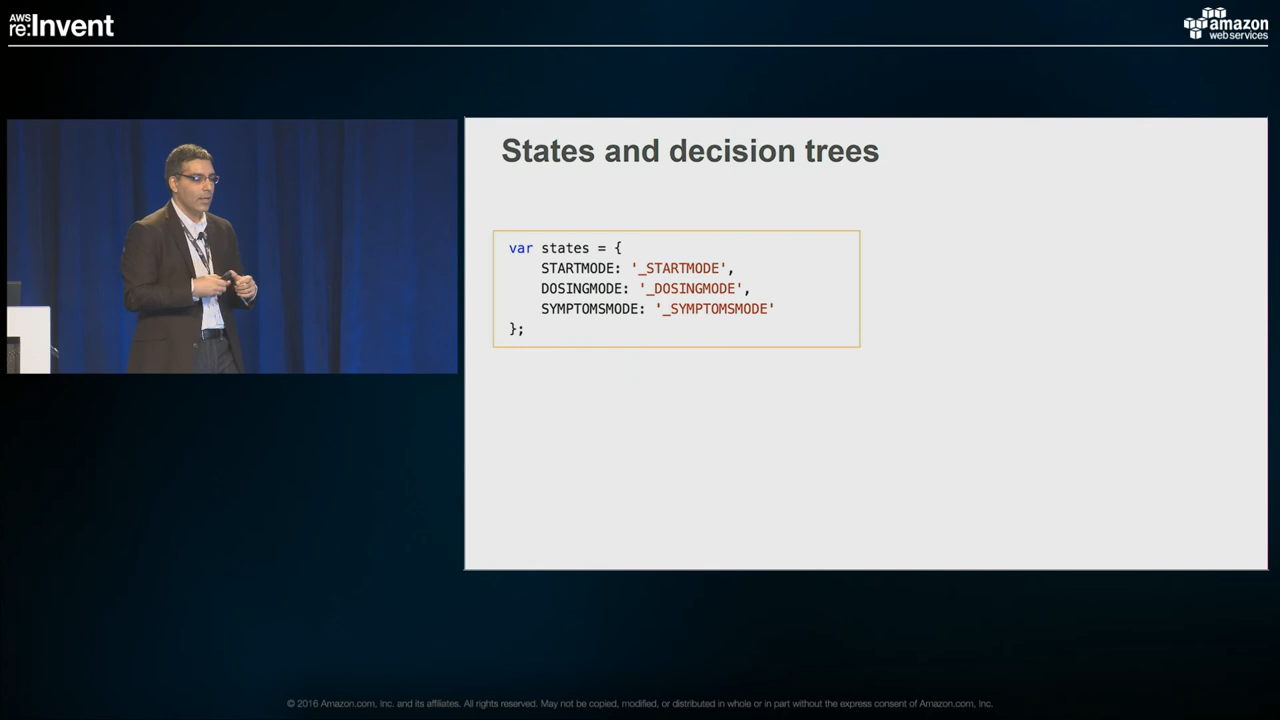 AWS
re:Invent
amazon
web services
States and decision trees
var states = {
STARTMODE: '_STARTMODE',
DOSINGMODE: '_DOSINGMODE',
SYMPTOMSMODE: '_SYMPTOMSMODE'
};
© 2016 Amazon.com, Inc. and its affiliates. All rights reserved. May not be copied, modified, or distributed in whole or in part without the express consent of Amazon.com, Inc.